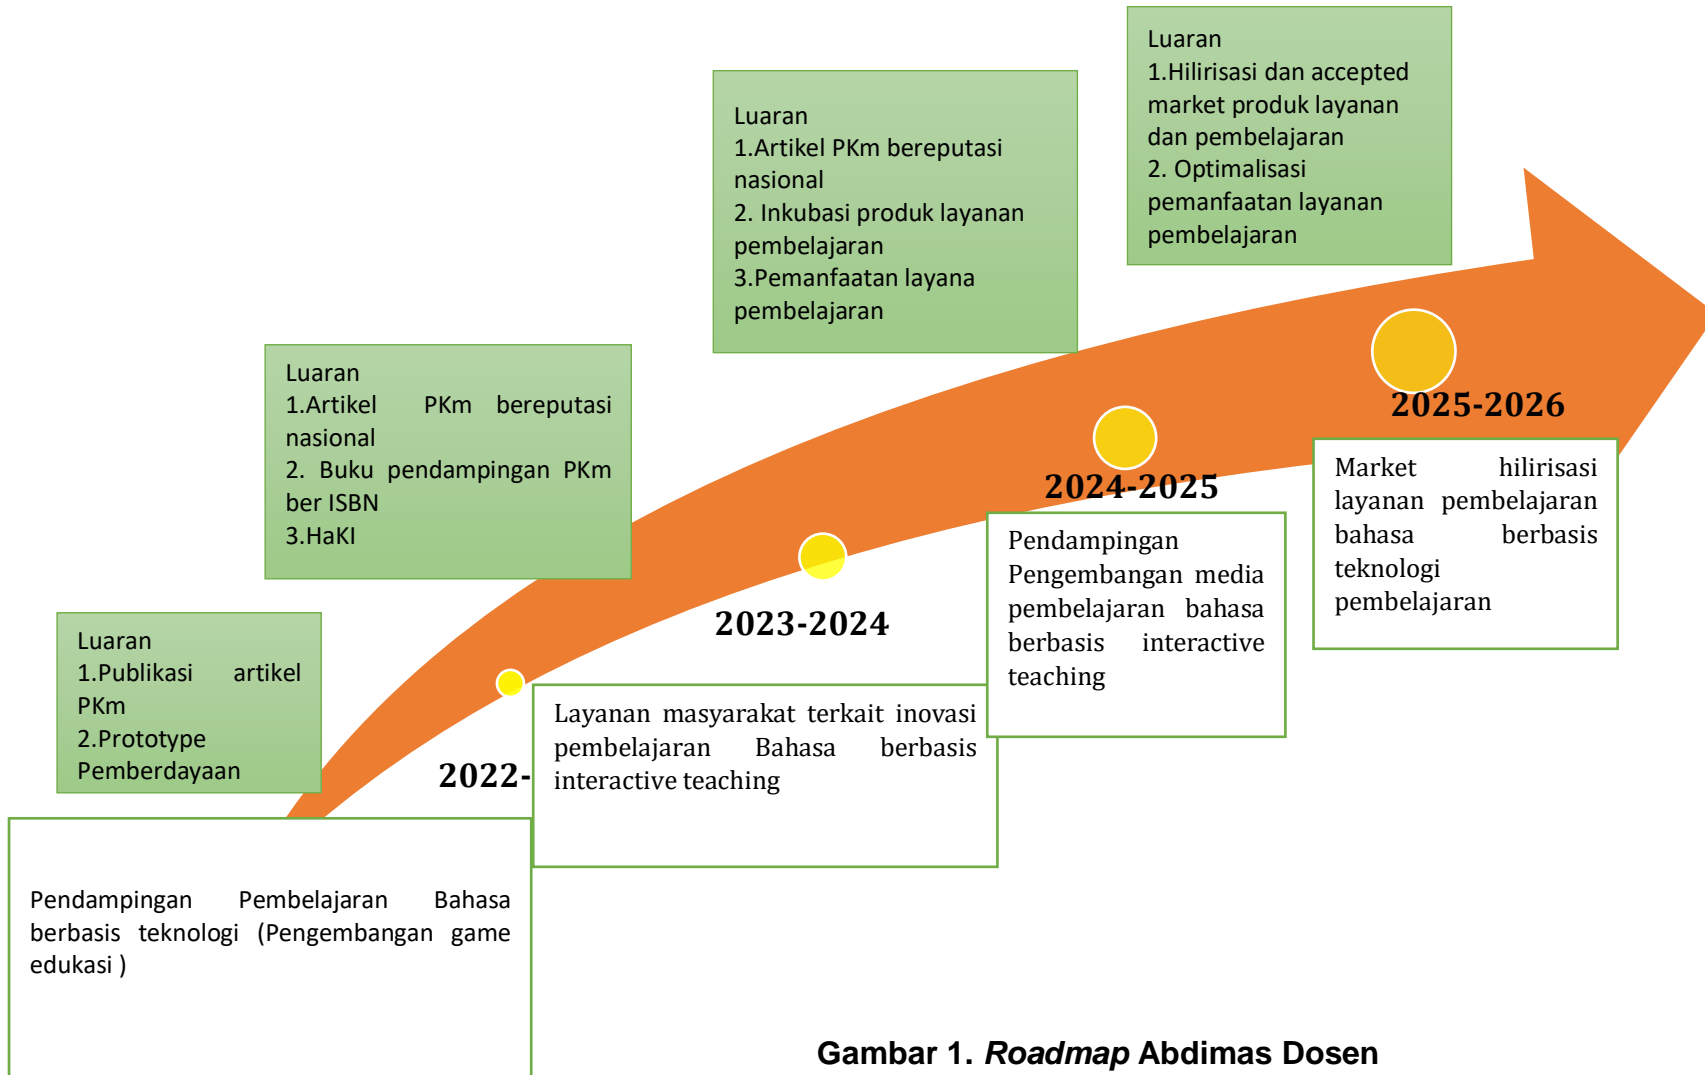 Luaran
1.Hilirisasi dan accepted
market produk layanan
dan pembelajaran
2. Optimalisasi
pemanfaatan layanan
pembelajaran
Luaran
1.Artikel PKm bereputasi
nasional
2. Inkubasi produk layanan
pembelajaran
3.Pemanfaatan layana
pembelajaran
Luaran
1.Artikel PKm bereputasi
nasional
2. Buku pendampingan PKm
ber ISBN
3.HaKI
Luaran
1.Publikasi artikel
PKm
2.Prototype
Pemberdayaan
2025-2026
Market hilirisasi
layanan pembelajaran
bahasa berbasis
teknologi
pembelajaran
2024-2025
Pendampingan
Pengembangan media
pembelajaran bahasa
berbasis interactive
teaching
2023-2024
Layanan masyarakat terkait inovasi
pembelajaran Bahasa berbasis
interactive teaching
2022-
Pendampingan Pembelajaran Bahasa
berbasis teknologi (Pengembangan game
edukasi )
Gambar 1. Roadmap Abdimas Dosen